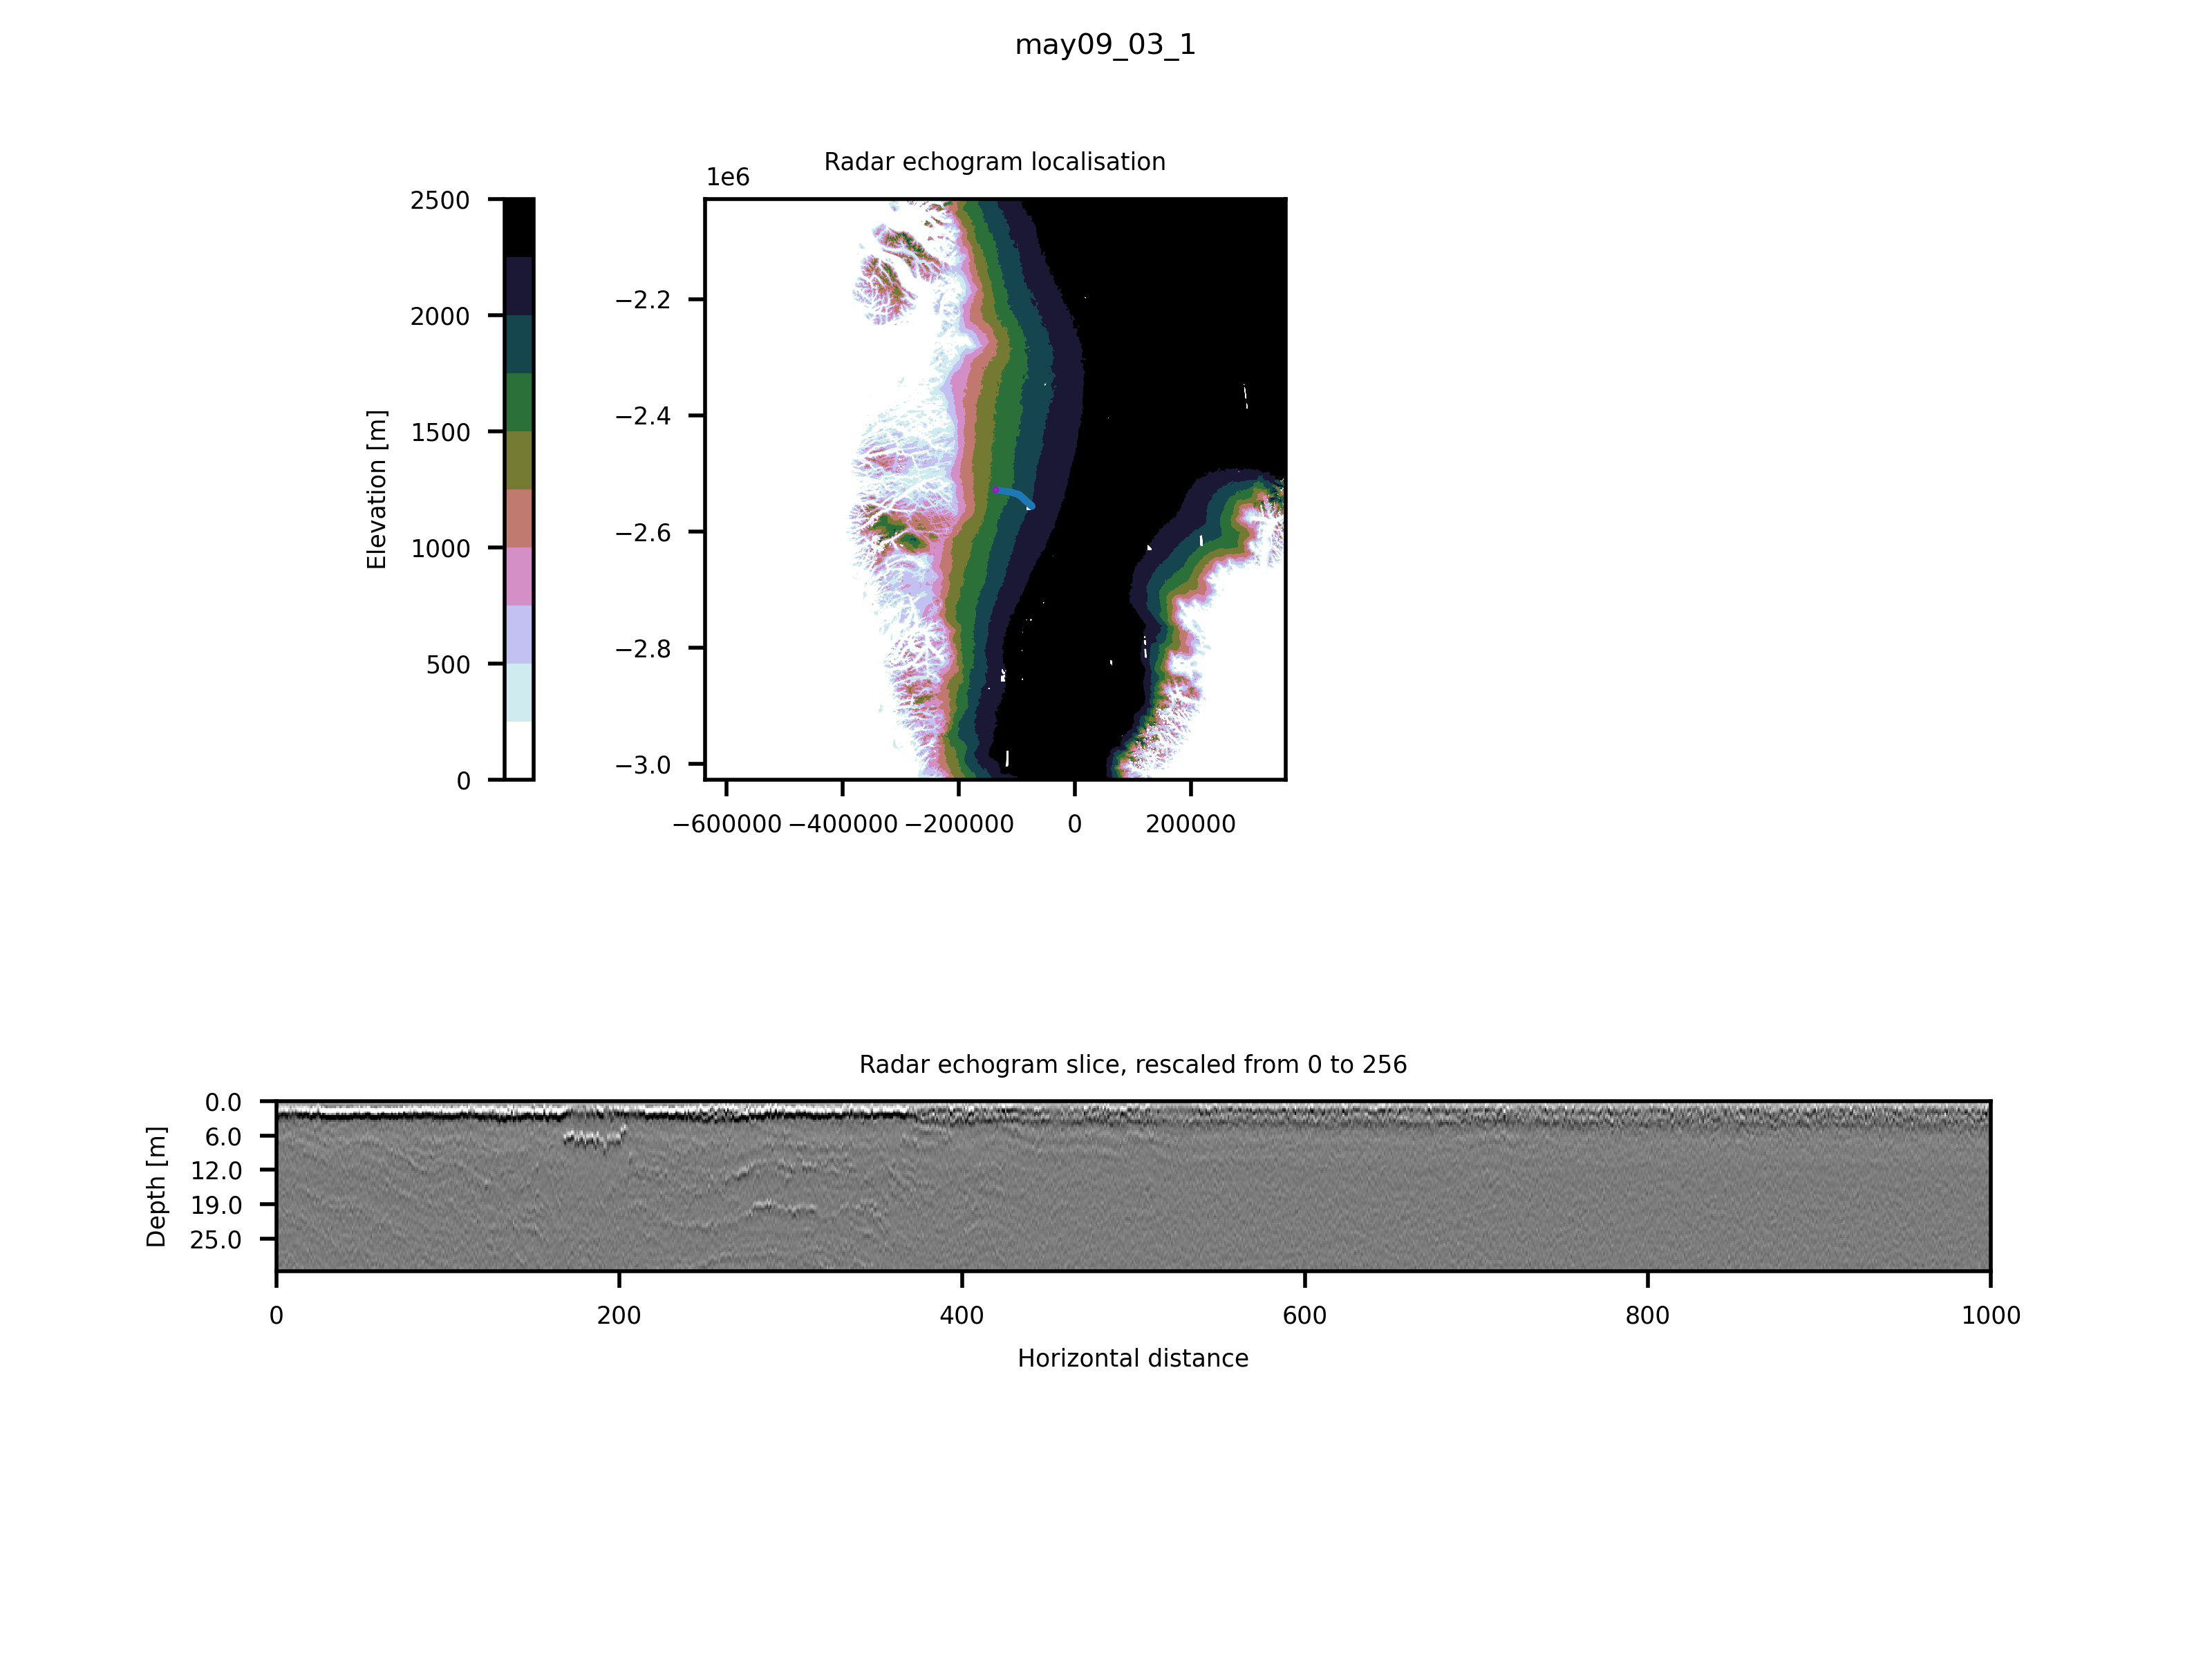 may09_03_1
Radar echogram localisation
1e6
2500
2000
1500
1000
500
0
Elevation [m]
−2.2
−2.4
−2.6
−2.8
−3.0
−600000 −400000 −200000 0 200000
Radar echogram slice, rescaled from 0 to 256
0.0
6.0
12.0
19.0
25.0
Depth [m]
0 200 400 600 800 1000
Horizontal distance